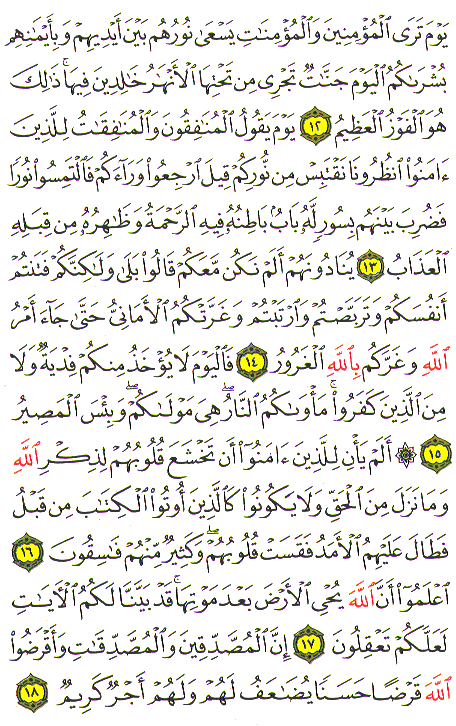 يَوْمَ تَرَى ٱلْمُؤْمِنِينَ وَٱلْمُؤْمِنَـٰتِ يَسْعَىٰ نُورُهُم بَيْنَ أَيْدِيهِمْ وَبِأَيْمَـٰنِهِم
بُشْرَىٰكُمُ ٱلْيَوْمَ جَنَّـٰتٌ تَجْرِى مِن تَحْتِهَا ٱلْأَنْهَـٰرُ خَـٰلِدِينَ فِيهَا ۚ ذَٰلِكَ
هُوَ ٱلْفَوْزُ ٱلْعَظِيمُ ١٢ يَوْمَ يَقُولُ ٱلْمُنَـٰفِقُونَ وَٱلْمُنَـٰفِقَـٰتُ لِلَّذِينَ
ءَامَنُوا۟ ٱنظُرُونَا نَقْتَبِسْ مِن نُّورِكُمْ قِيلَ ٱرْجِعُوا۟ وَرَآءَكُمْ فَٱلْتَمِسُوا۟ نُورًا
فَضُرِبَ بَيْنَهُم بِسُورٍ لَّهُۥ بَابٌۢ بَاطِنُهُۥ فِيهِ ٱلرَّحْمَةُ وَظَـٰهِرُهُۥ مِن قِبَلِهِ
ٱلْعَذَابُ ١٣ يُنَادُونَهُمْ أَلَمْ نَكُن مَّعَكُمْ قَالُوا۟ بَلَىٰ وَلَـٰكِنَّكُمْ فَتَنتُمْ
أَنفُسَكُمْ وَتَرَبَّصْتُمْ وَٱرْتَبْتُمْ وَغَرَّتْكُمُ ٱلْأَمَانِىُّ حَتَّىٰ جَآءَ أَمْرُ
ٱللَّهِ وَغَرَّكُم بِٱللَّهِ ٱلْغَرُورُ ١٤ فَٱلْيَوْمَ لَا يُؤْخَذُ مِنكُمْ فِدْيَةٌ وَلَا
مِنَ ٱلَّذِينَ كَفَرُوا۟ ۚ مَأْوَىٰكُمُ ٱلنَّارُ ۖ هِىَ مَوْلَىٰكُمْ ۖ وَبِئْسَ ٱلْمَصِيرُ
١٥ ۞ أَلَمْ يَأْنِ لِلَّذِينَ ءَامَنُوٓا۟ أَن تَخْشَعَ قُلُوبُهُمْ لِذِكْرِ ٱللَّهِ
وَمَا نَزَلَ مِنَ ٱلْحَقِّ وَلَا يَكُونُوا۟ كَٱلَّذِينَ أُوتُوا۟ ٱلْكِتَـٰبَ مِن قَبْلُ
فَطَالَ عَلَيْهِمُ ٱلْأَمَدُ فَقَسَتْ قُلُوبُهُمْ ۖ وَكَثِيرٌ مِّنْهُمْ فَـٰسِقُونَ ١٦
ٱعْلَمُوٓا۟ أَنَّ ٱللَّهَ يُحْىِ ٱلْأَرْضَ بَعْدَ مَوْتِهَا ۚ قَدْ بَيَّنَّا لَكُمُ ٱلْـَٔايَـٰتِ
لَعَلَّكُمْ تَعْقِلُونَ ١٧ إِنَّ ٱلْمُصَّدِّقِينَ وَٱلْمُصَّدِّقَـٰتِ وَأَقْرَضُوا۟
ٱللَّهَ قَرْضًا حَسَنًا يُضَـٰعَفُ لَهُمْ وَلَهُمْ أَجْرٌ كَرِيمٌ ١٨